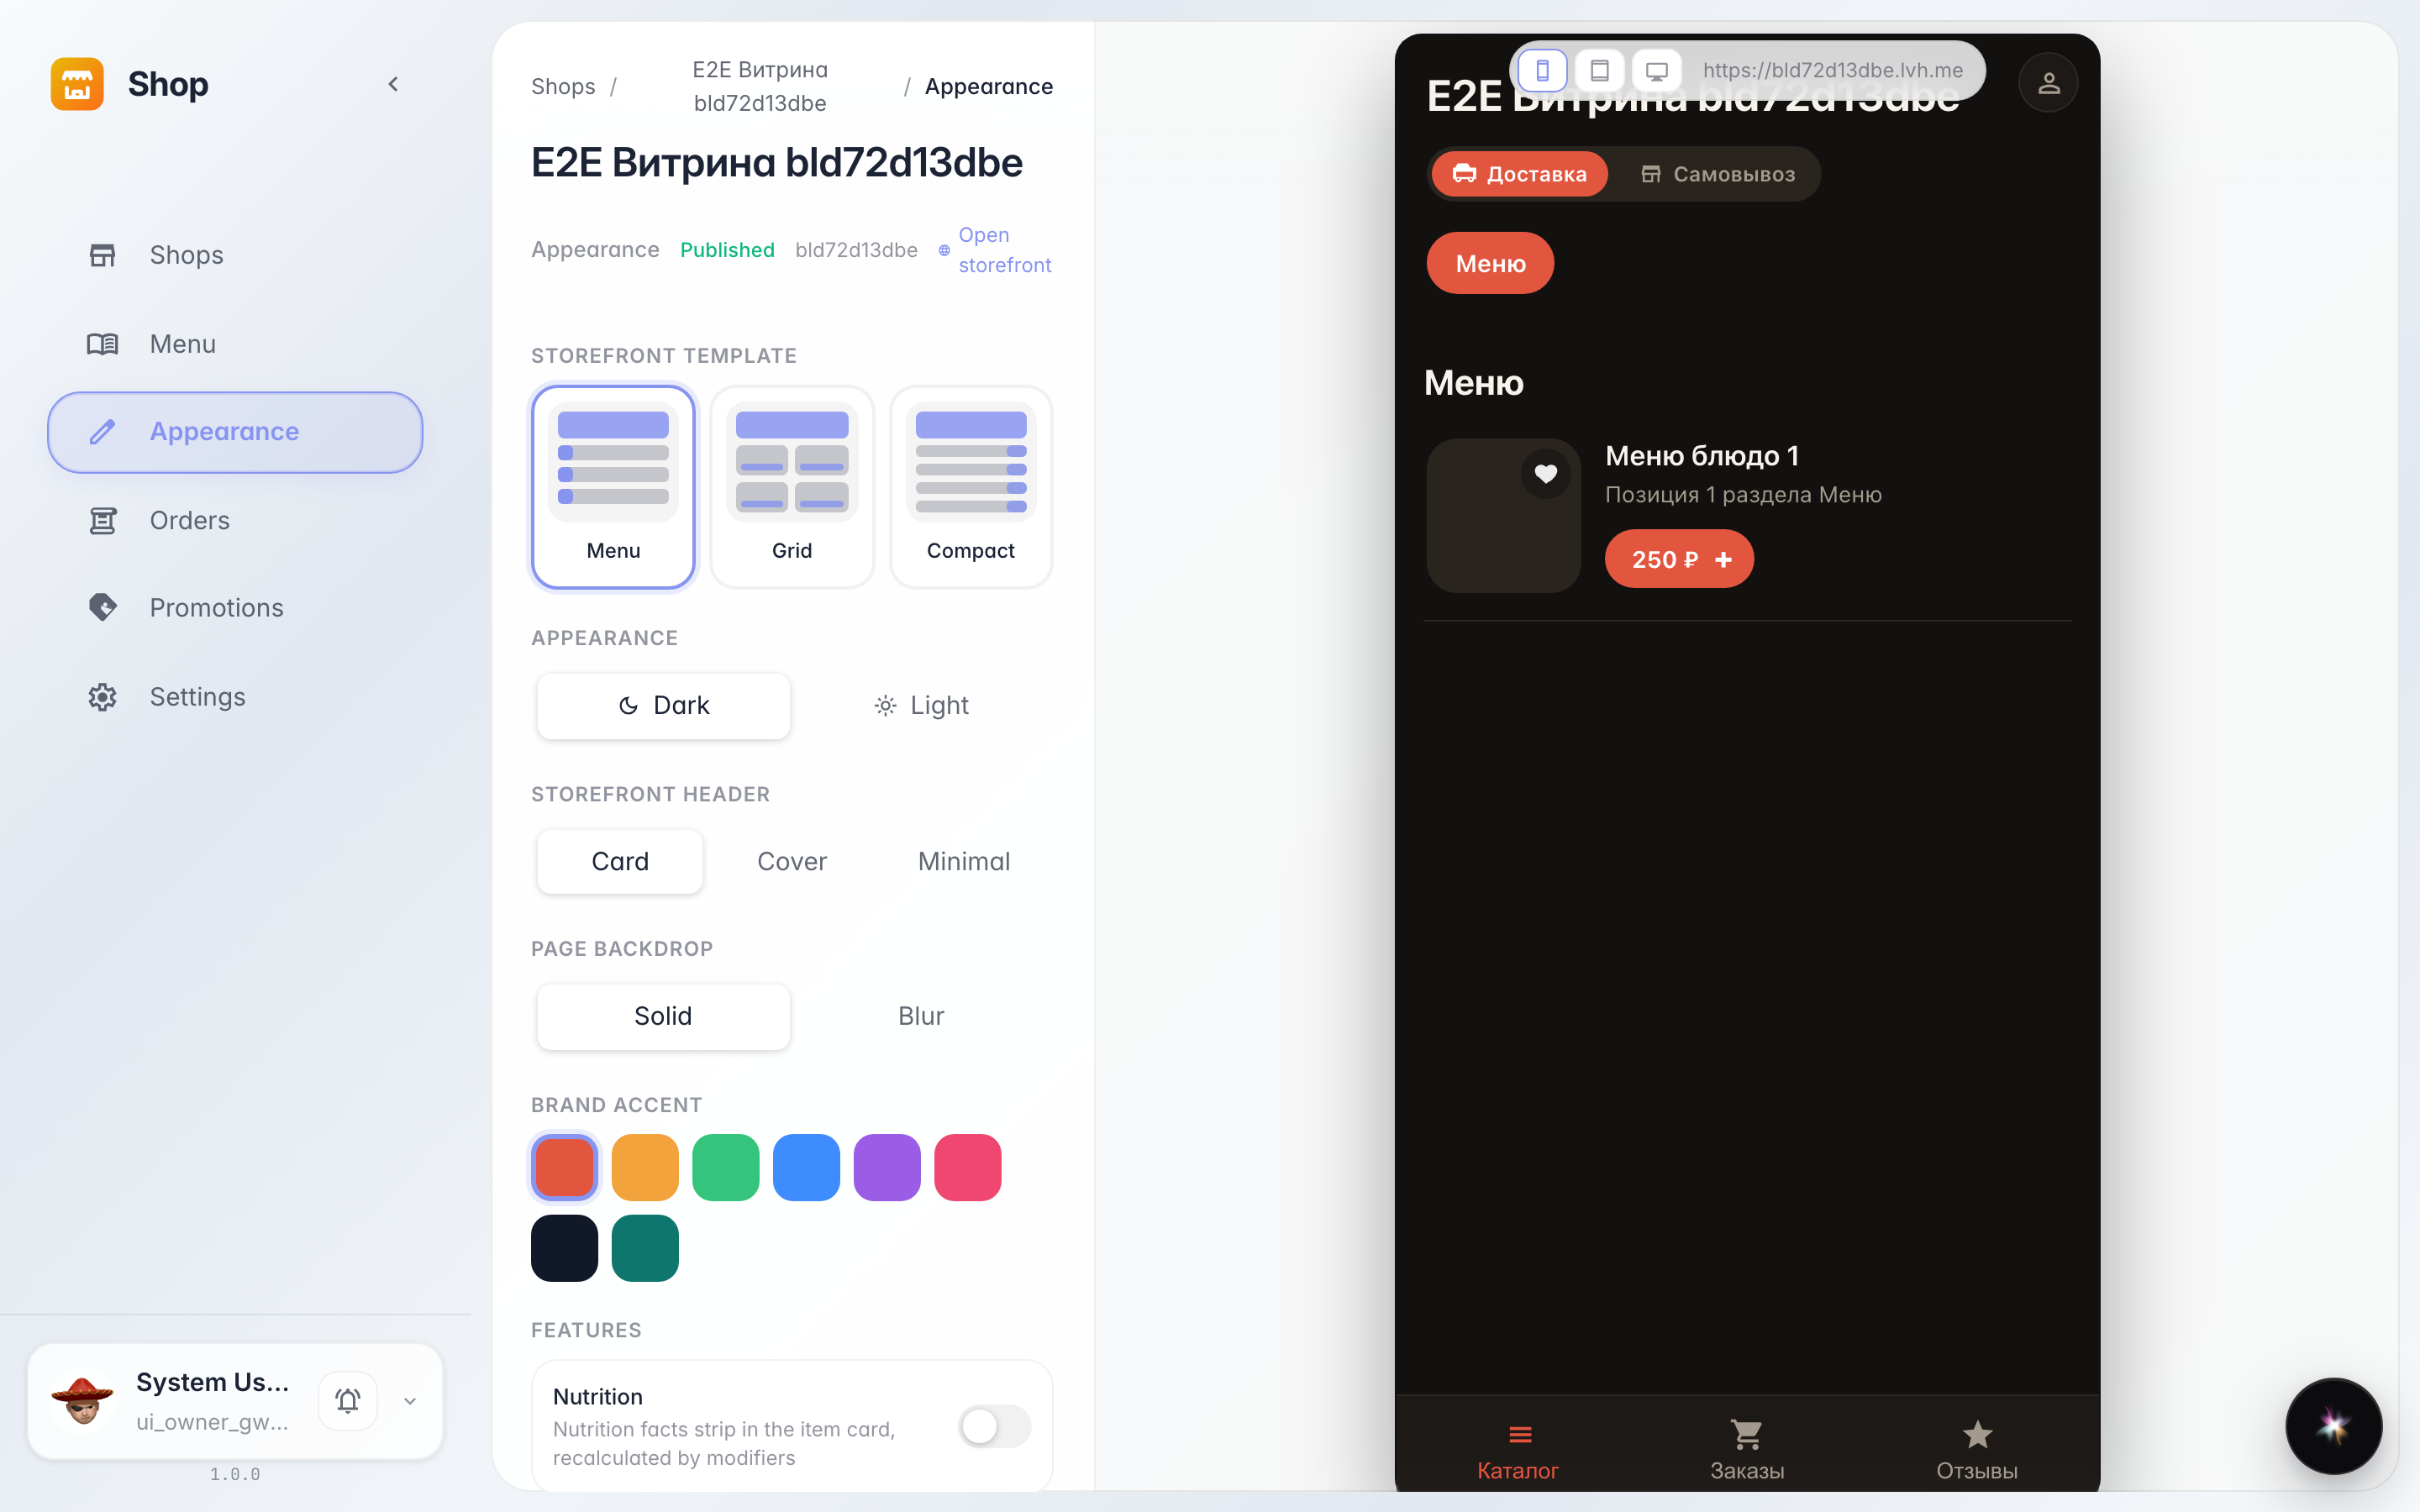 Shop
Shops
Menu
Appearance
Orders
Promotions
Settings
System Us...
ui_owner_gw...
1.0.0
Shops / E2E Витрина bld72d13dbe / Appearance
E2E Витрина bld72d13dbe
Appearance Published bld72d13dbe Open storefront
STOREFRONT TEMPLATE
Menu Grid Compact
APPEARANCE
Dark Light
STOREFRONT HEADER
Card Cover Minimal
PAGE BACKDROP
Solid Blur
BRAND ACCENT
FEATURES
Nutrition
Nutrition facts strip in the item card,
recalculated by modifiers
https://bld72d13dbe.lvh.me
E2E Витрина bld72d13dbe
Доставка Самовывоз
Меню
Меню
Меню блюдо 1
Позиция 1 раздела Меню
250 ₽ +
Каталог Заказы Отзывы